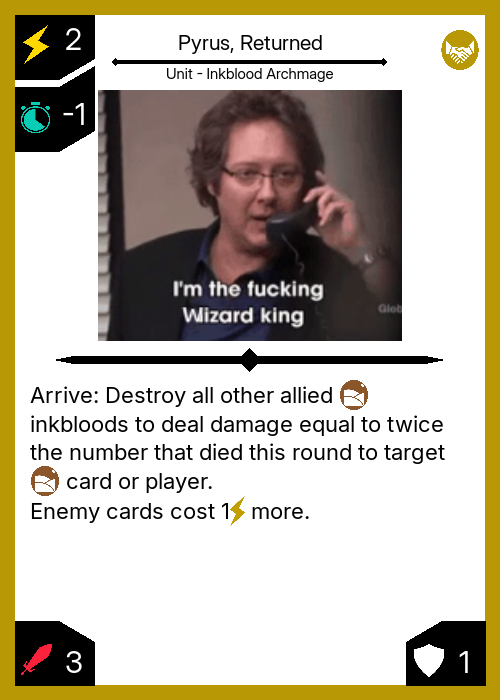 2
Pyrus, Returned
Unit - Inkblood Archmage
-1
I'm the fucking
Wizard king
Glob
Arrive: Destroy all other allied
inkbloods to deal damage equal to twice
the number that died this round to target
card or player.
Enemy cards cost 1 more.
3
1